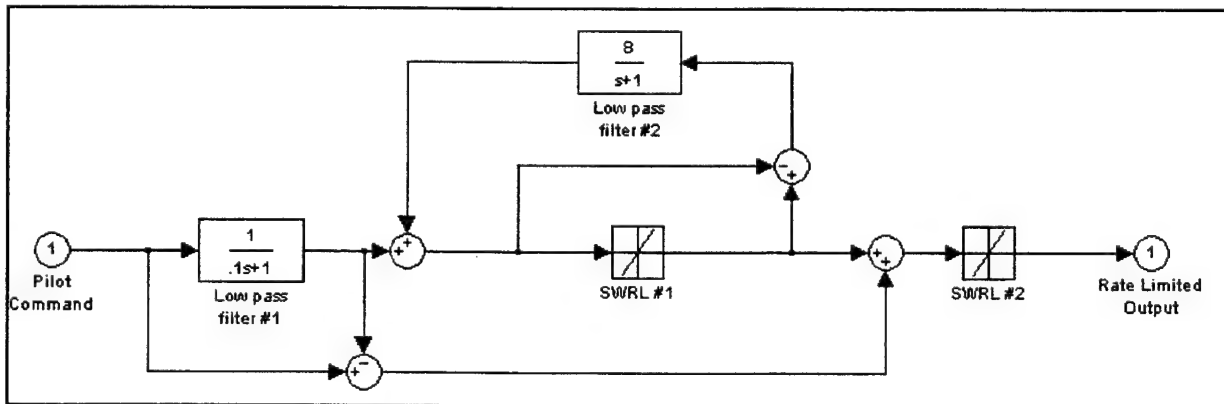 8
s+1
Low pass
filter #2
-
+
1
Pilot
Command
1
.1s+1
Low pass
filter #1
+
+
SWRL #1
+
+
SWRL #2
1
Rate Limited
Output
-
+